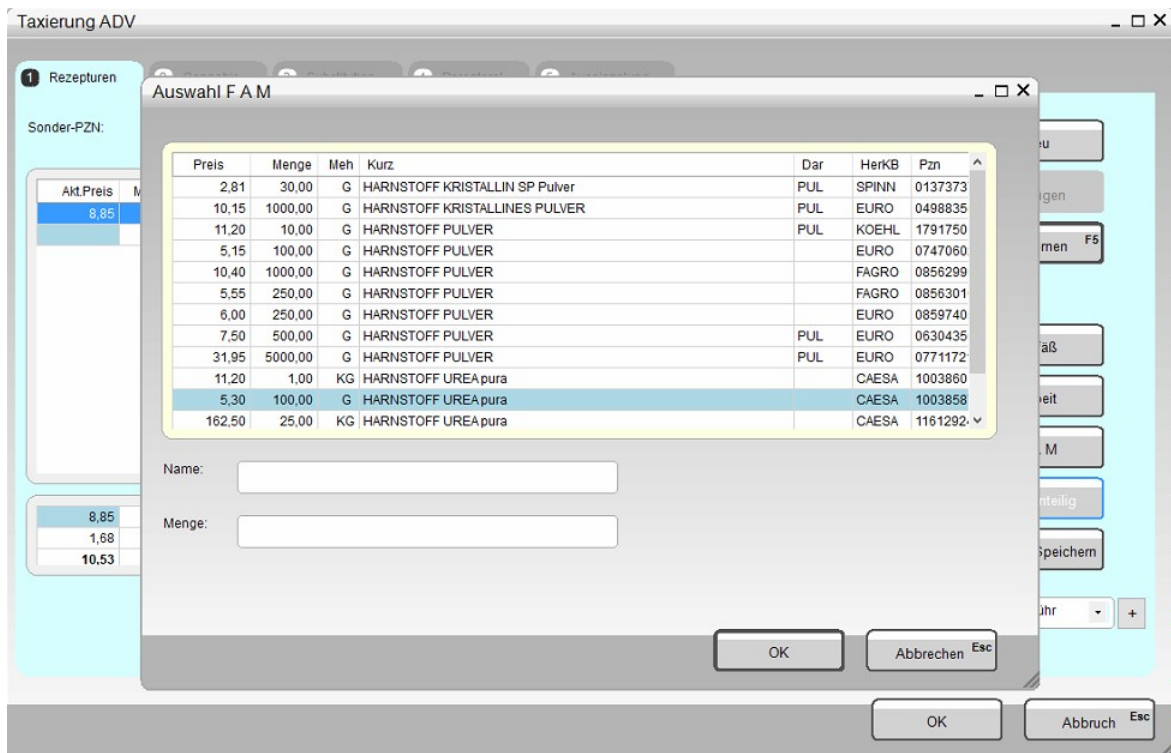 Taxierung ADV
1 Rezepturen
Auswahl F A M
Sonder-PZN:
Preis Menge Meh Kurz Dar HerKB Pzn
2,81 30,00 G HARNSTOFF KRISTALLIN SP Pulver PUL SPINN 0137373
10,15 1000,00 G HARNSTOFF KRISTALLINES PULVER PUL EURO 0498835
11,20 10,00 G HARNSTOFF PULVER PUL KOEHL 1791750
5,15 100,00 G HARNSTOFF PULVER EURO 0747060
10,40 1000,00 G HARNSTOFF PULVER FAGRO 0856299
5,55 250,00 G HARNSTOFF PULVER FAGRO 0856301
6,00 250,00 G HARNSTOFF PULVER EURO 0859740
7,50 500,00 G HARNSTOFF PULVER PUL EURO 0630435
31,95 5000,00 G HARNSTOFF PULVER PUL EURO 0771172
11,20 1,00 KG HARNSTOFF UREA pura CAESA 1003860
5,30 100,00 G HARNSTOFF UREA pura CAESA 1003858
162,50 25,00 KG HARNSTOFF UREA pura CAESA 1161292
Akt.Preis M
8,85
8,85
1,68
10,53
Name:
Menge:
F5
M
nteilig
Speichern
+
OK Abbrechen Esc
OK Abbruch Esc